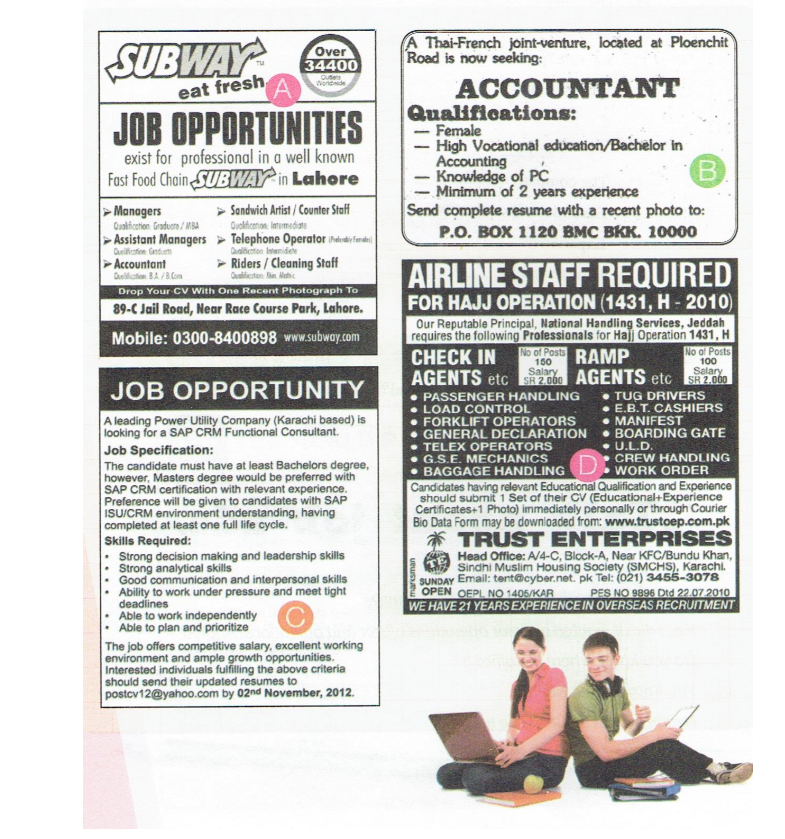 SUBWAY™
eat fresh.
Over
34400
Outlets
Worldwide
A
JOB OPPORTUNITIES
exist for professional in a well known
Fast Food Chain SUBWAY™ in Lahore
➢ Managers
Qualification: Graduate / MBA
➢ Assistant Managers
Qualification: Graduate
➢ Accountant
Qualification: B.A. / B.Com
➢ Sandwich Artist / Counter Staff
Qualification: Intermediate
➢ Telephone Operator (Preferably Females)
Qualification: Intermidiate
➢ Riders / Cleaning Staff
Qualification: Min. Matric
Drop Your CV With One Recent Photograph To
89-C Jail Road, Near Race Course Park, Lahore.
Mobile: 0300-8400898 www.subway.com
A Thai-French joint-venture, located at Ploenchit
Road is now seeking:
ACCOUNTANT
Qualifications:
— Female
— High Vocational education/Bachelor in
Accounting
— Knowledge of PC
— Minimum of 2 years experience
B
Send complete resume with a recent photo to:
P.O. BOX 1120 BMC BKK. 10000
JOB OPPORTUNITY
A leading Power Utility Company (Karachi based) is
looking for a SAP CRM Functional Consultant.
Job Specification:
The candidate must have at least Bachelors degree,
however, Masters degree would be preferred with
SAP CRM certification with relevant experience.
Preference will be given to candidates with SAP
ISU/CRM environment understanding, having
completed at least one full life cycle.
Skills Required:
• Strong decision making and leadership skills
• Strong analytical skills
• Good communication and interpersonal skills
• Ability to work under pressure and meet tight
deadlines
• Able to work independently
• Able to plan and prioritize
C
The job offers competitive salary, excellent working
environment and ample growth opportunities.
Interested individuals fulfilling the above criteria
should send their updated resumes to
postcv12@yahoo.com by 02nd November, 2012.
AIRLINE STAFF REQUIRED
FOR HAJJ OPERATION (1431, H - 2010)
Our Reputable Principal, National Handling Services, Jeddah
requires the following Professionals for Hajj Operation 1431, H
CHECK IN
AGENTS etc
No of Posts
150
Salary
SR 2,000
RAMP
AGENTS etc
No of Posts
100
Salary
SR 2,000
• PASSENGER HANDLING
• LOAD CONTROL
• FORKLIFT OPERATORS
• GENERAL DECLARATION
• TELEX OPERATORS
• G.S.E. MECHANICS
• BAGGAGE HANDLING
• TUG DRIVERS
• E.B.T. CASHIERS
• MANIFEST
• BOARDING GATE
• U.L.D.
• CREW HANDLING
• WORK ORDER
D
Candidates having relevant Educational Qualification and Experience
should submit 1 Set of their CV (Educational+Experience
Certificates+1 Photo) immediately personally or through Courier
Bio Data Form may be downloaded from: www.trustoep.com.pk
TRUST ENTERPRISES
Head Office: A/4-C, Block-A, Near KFC/Bundu Khan,
Sindhi Muslim Housing Society (SMCHS), Karachi.
Email: tent@cyber.net. pk Tel: (021) 3455-3078
marksman
SUNDAY
OPEN
OEPL NO 1405/KAR PES NO 9896 Dtd 22.07.2010
WE HAVE 21 YEARS EXPERIENCE IN OVERSEAS RECRUITMENT